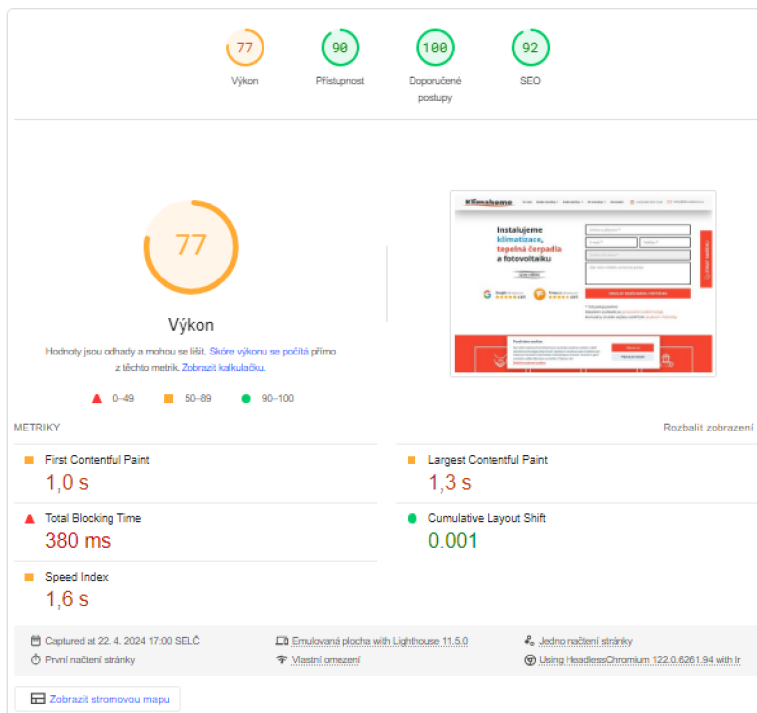 77
90
100
92
Výkon
Přístupnost
Doporučené
postupy
SEO
77
Výkon
Hodnoty jsou odhady a mohou se lišit. Skóre výkonu se počítá přímo
z těchto metrik. Zobrazit kalkulačku.
0–49
50–89
90–100
Klimahome
Instalujeme
klimatizace,
tepelná čerpadla
a fotovoltaiku
METRIKY
Rozbalit zobrazení
First Contentful Paint
1,0 s
Largest Contentful Paint
1,3 s
Total Blocking Time
380 ms
Cumulative Layout Shift
0.001
Speed Index
1,6 s
Captured at 22. 4. 2024 17:00 SELČ
Emulovaná plocha with Lighthouse 11.5.0
Jedno načtení stránky
První načtení stránky
Vlastní omezení
Using HeadlessChromium 122.0.6261.94 with lr
Zobrazit stromovou mapu